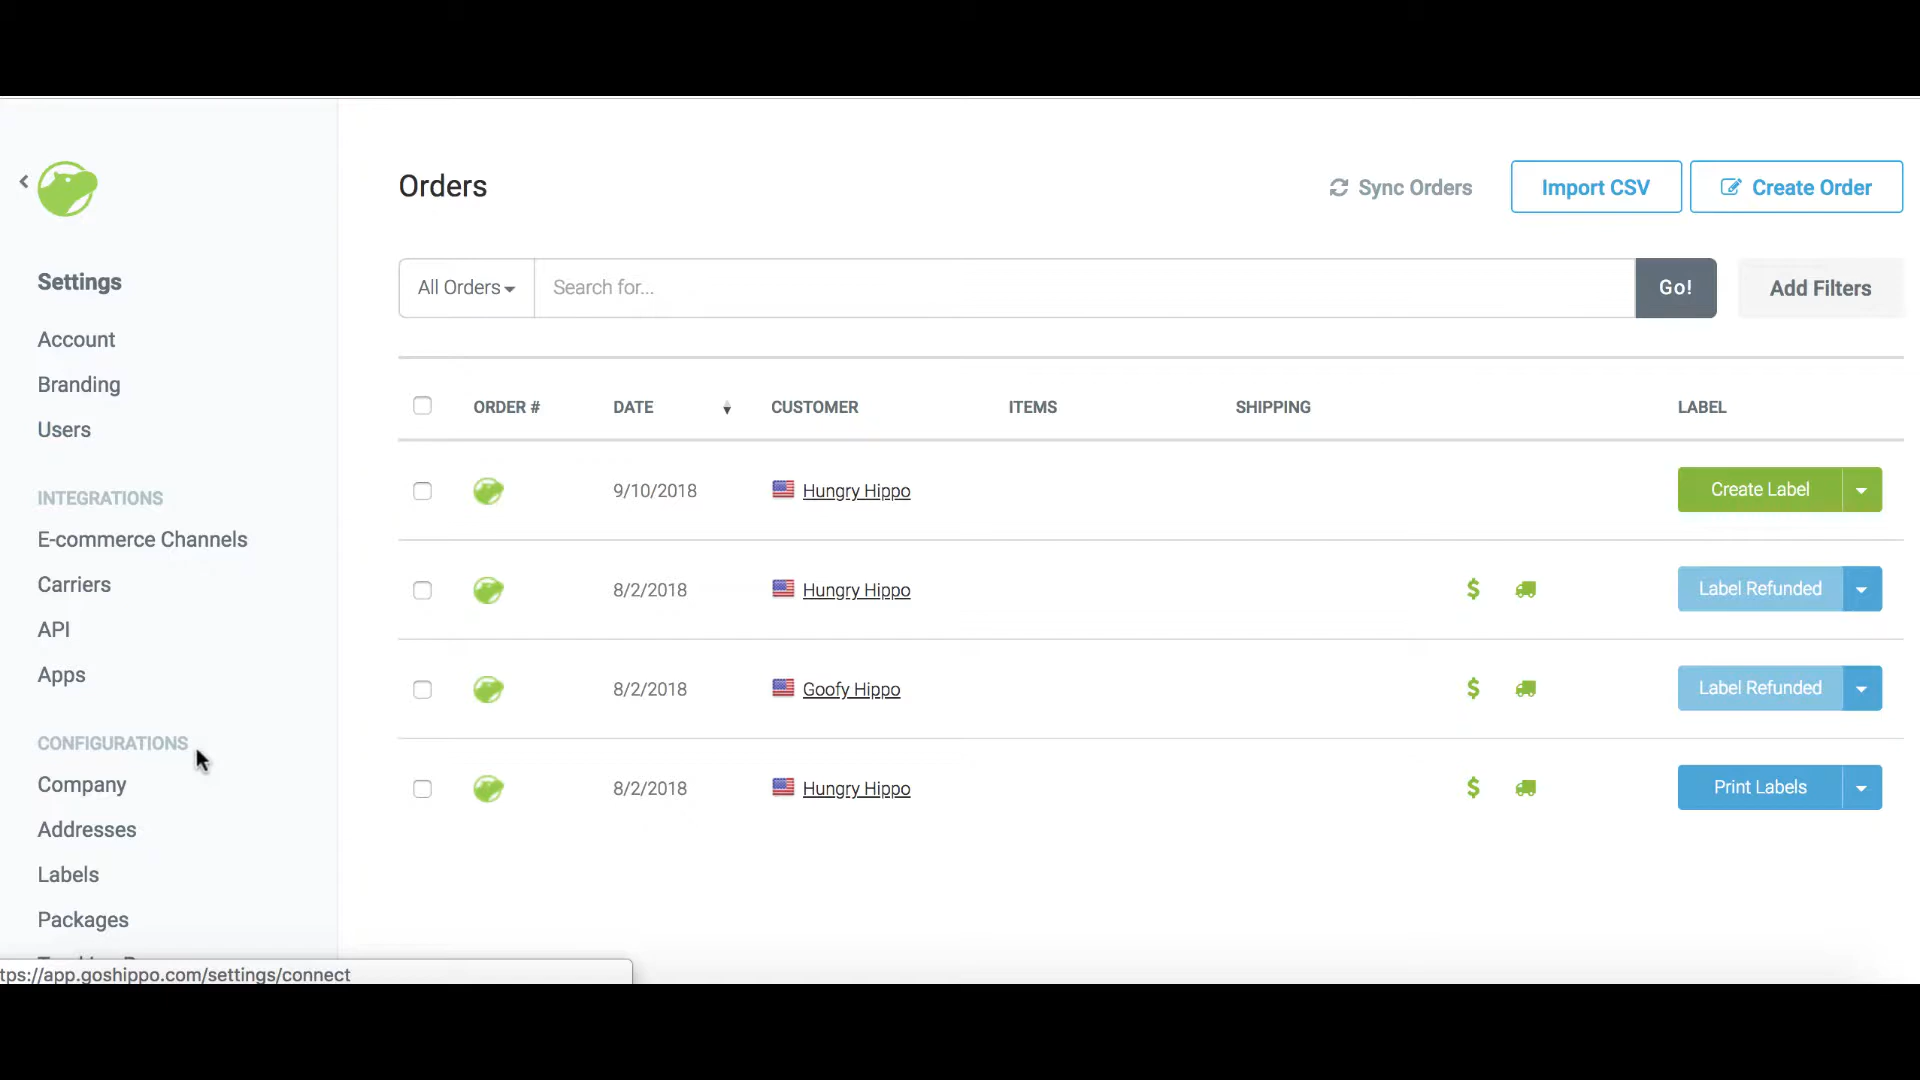 Orders
Sync Orders
Import CSV
Create Order
Settings
Account
Branding
Users
INTEGRATIONS
E-commerce Channels
Carriers
API
Apps
CONFIGURATIONS
Company
Addresses
Labels
Packages
tps://app.goshippo.com/settings/connect
All Orders
Search for...
Go!
Add Filters
ORDER # DATE CUSTOMER ITEMS SHIPPING LABEL
9/10/2018 Hungry Hippo Create Label
8/2/2018 Hungry Hippo $ Label Refunded
8/2/2018 Goofy Hippo $ Label Refunded
8/2/2018 Hungry Hippo $ Print Labels